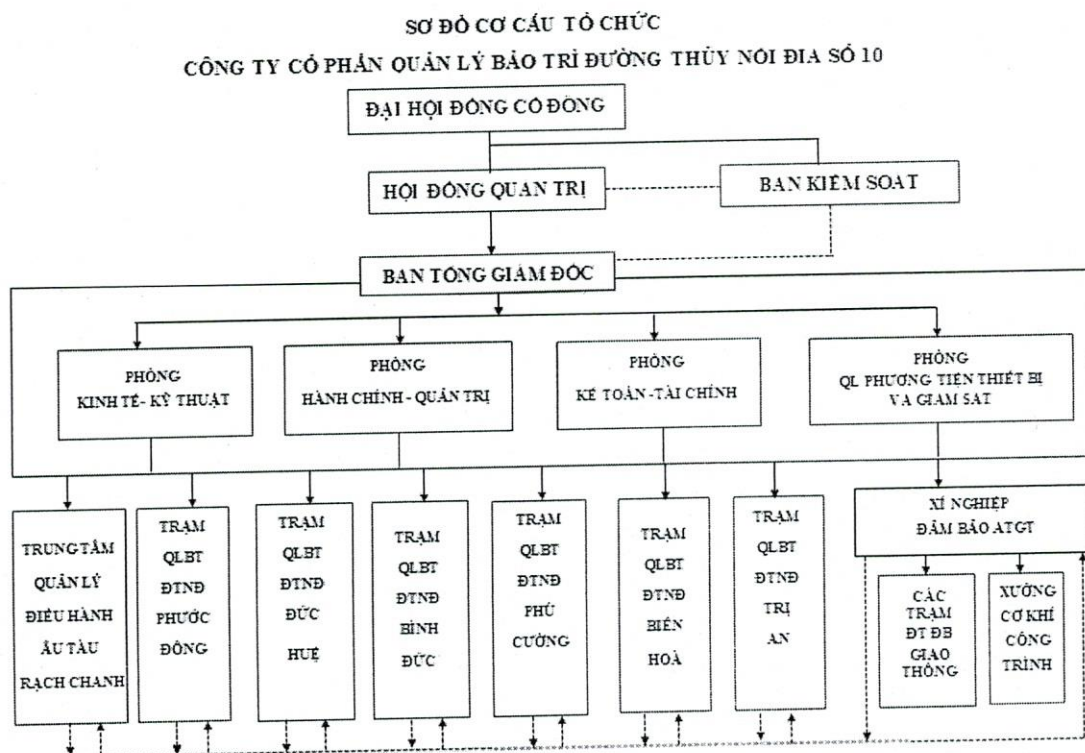 SƠ ĐỒ CƠ CẤU TỔ CHỨC
CÔNG TY CỔ PHẦN QUẢN LÝ BẢO TRÌ ĐƯỜNG THỦY NỘI ĐỊA SỐ 10
ĐẠI HỘI ĐỒNG CỔ ĐÔNG
HỘI ĐỒNG QUẢN TRỊ
BAN KIỂM SOÁT
BAN TỔNG GIÁM ĐỐC
PHÒNG
KINH TẾ- KỸ THUẬT
PHÒNG
HÀNH CHÍNH - QUẢN TRỊ
PHÒNG
KẾ TOÁN -TÀI CHÍNH
PHÒNG
QL PHƯƠNG TIỆN THIẾT BỊ
VÀ GIÁM SÁT
TRUNG TÂM
QUẢN LÝ
ĐIỀU HÀNH
ÂU TÀU
RẠCH CHANH
TRẠM
QLBT
ĐTNĐ
PHƯỚC
ĐÔNG
TRẠM
QLBT
ĐTNĐ
ĐỨC
HUỆ
TRẠM
QLBT
ĐTNĐ
BÌNH
ĐỨC
TRẠM
QLBT
ĐTNĐ
PHÚ
CƯỜNG
TRẠM
QLBT
ĐTNĐ
BIÊN
HOÀ
TRẠM
QLBT
ĐTNĐ
TRỊ
AN
XÍ NGHIỆP
ĐẢM BẢO ATGT
CÁC
TRẠM
ĐT ĐB
GIAO
THÔNG
XƯỞNG
CƠ KHÍ
CÔNG
TRÌNH